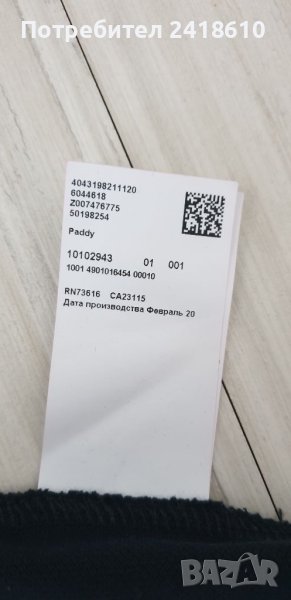 Потребител 2418610
4043198211120
6044618
Z007476775
50198254
Paddy
10102943 01 001
1001 4901016454 00010
RN73616 CA23115
Дата производства Февраль 20
BAZAR